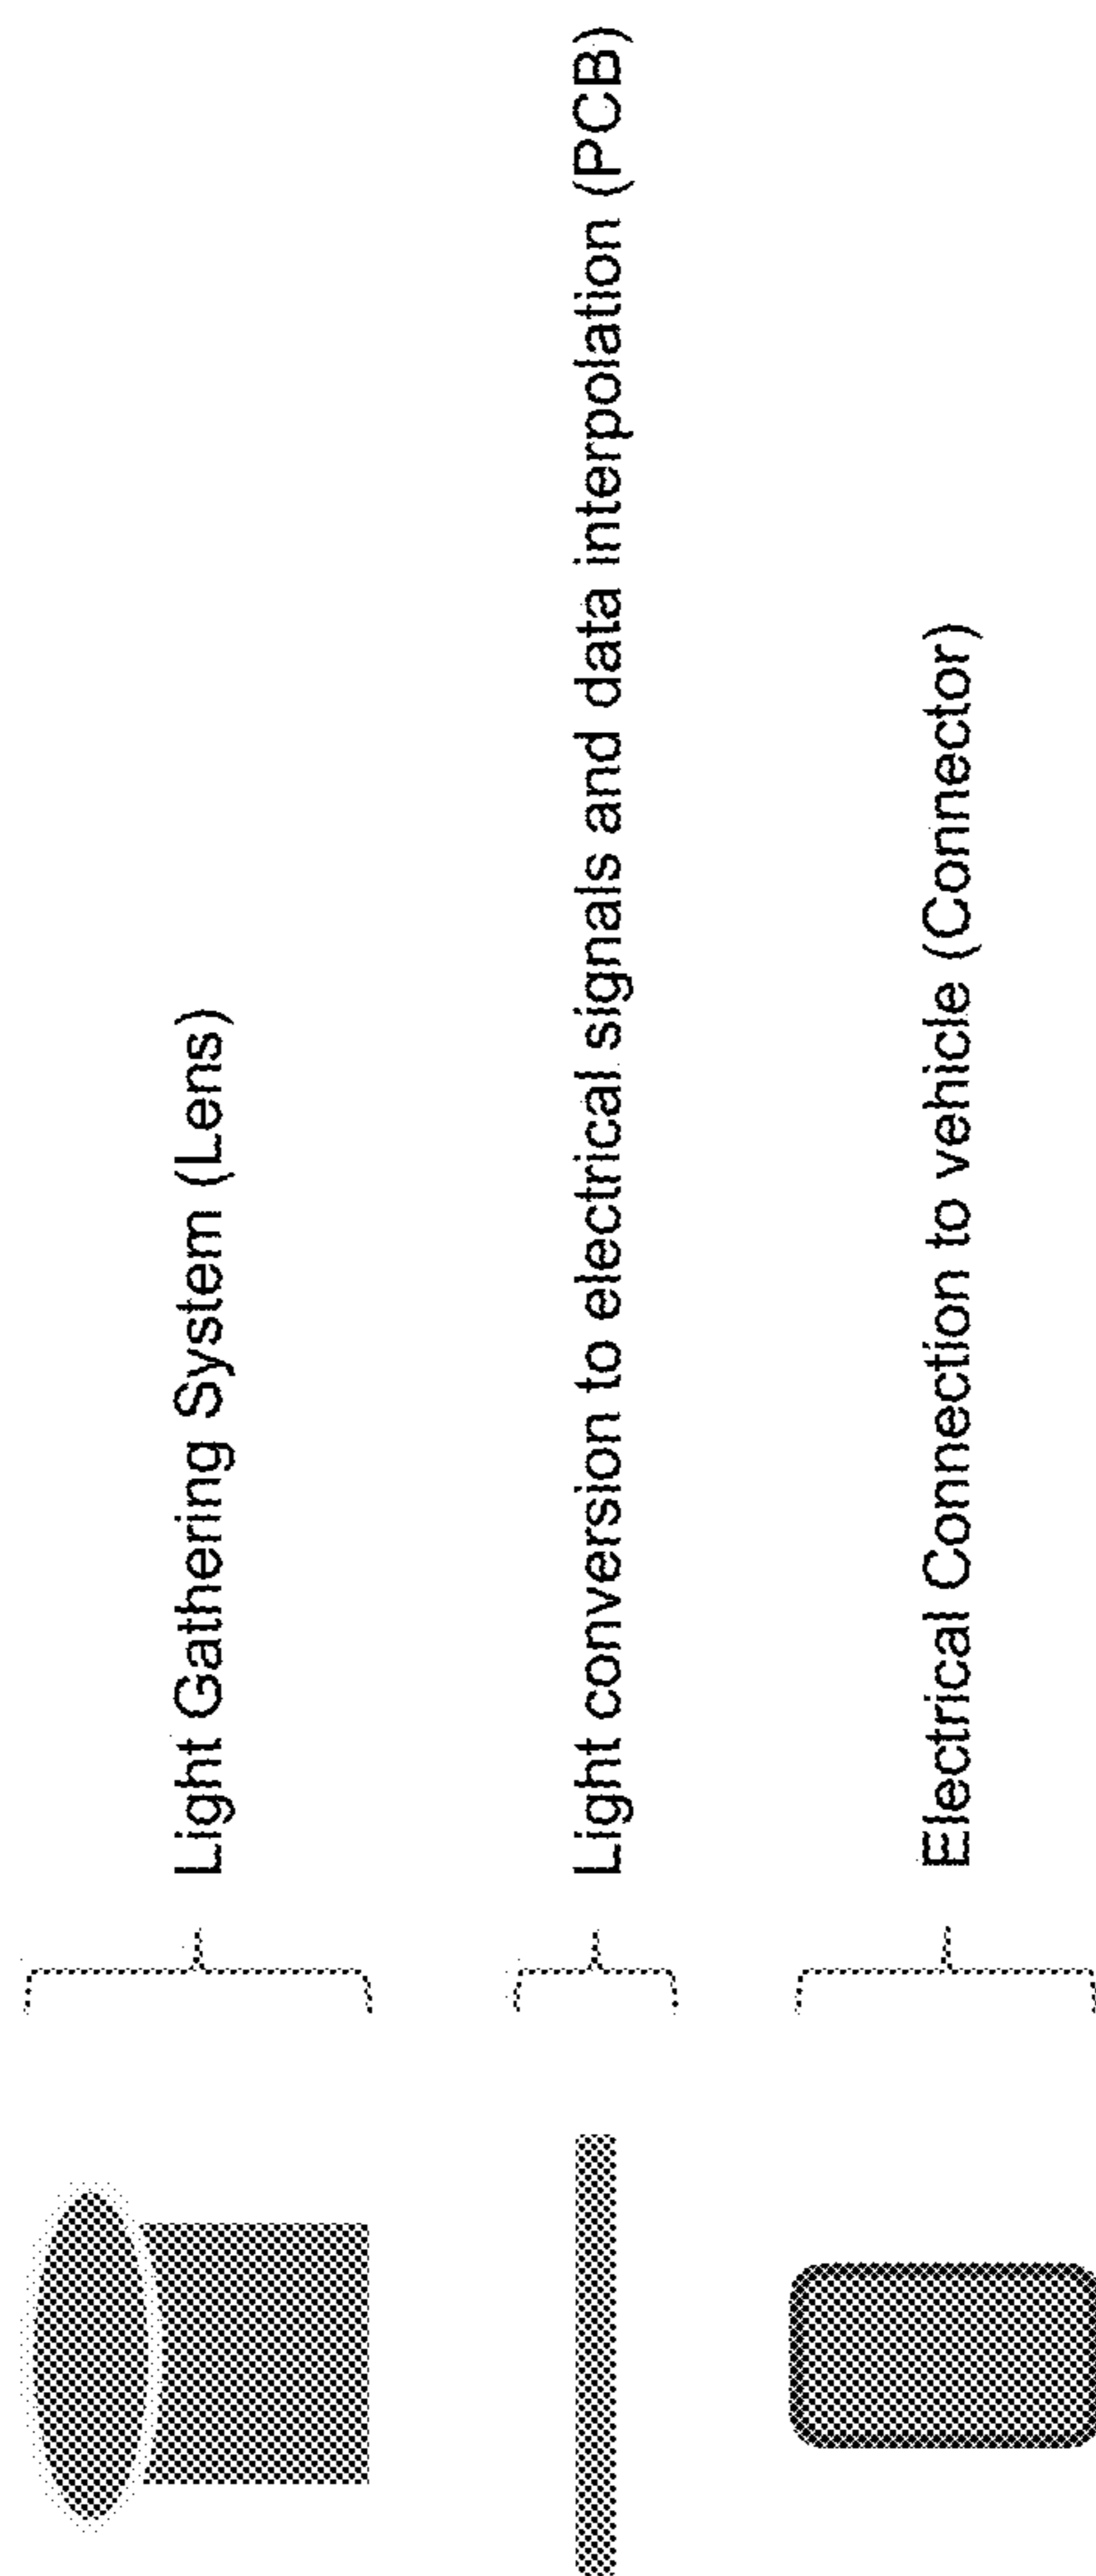 Light Gathering System (Lens)
Light conversion to electrical signals and data interpolation (PCB)
Electrical Connection to vehicle (Connector)